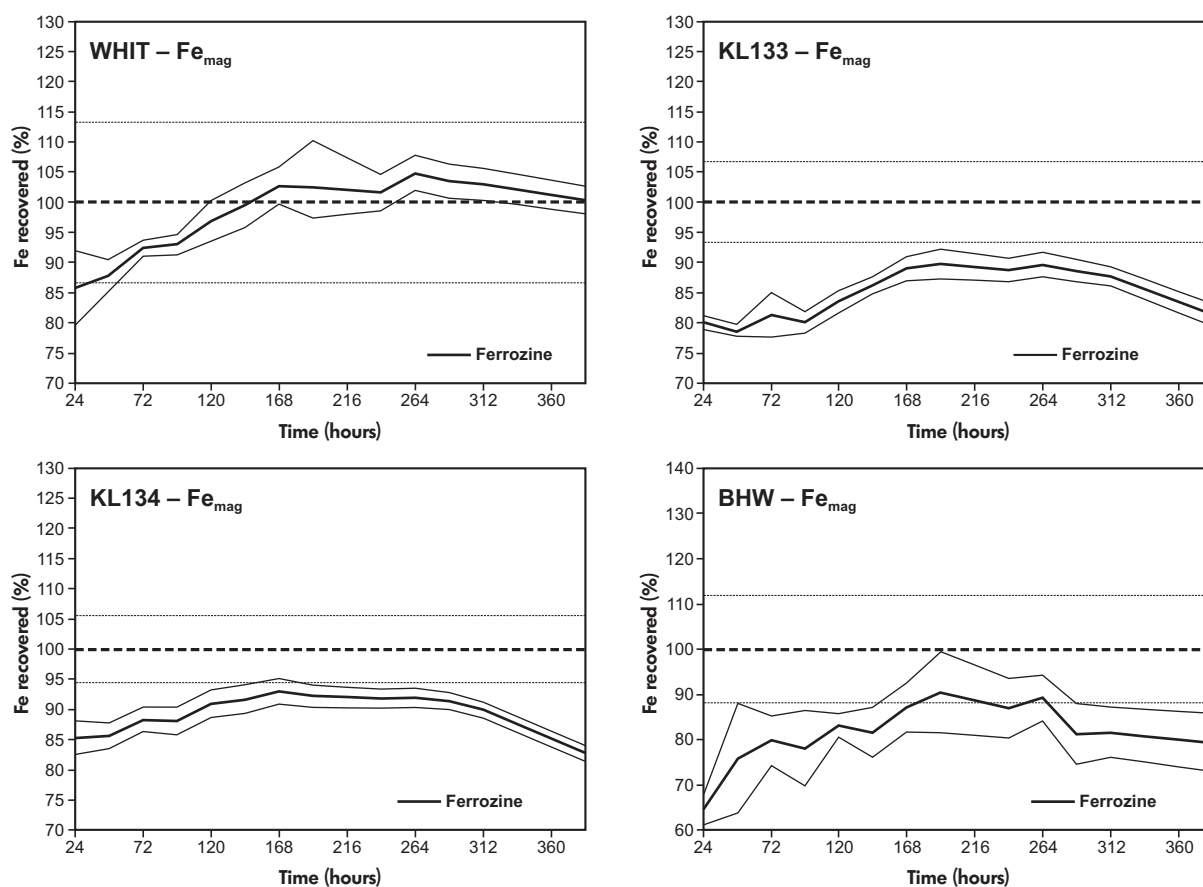 WHIT – Femag
130
125
120
115
110
105
100
95
90
85
80
75
70
Fe recovered (%)
Ferrozine
24 72 120 168 216 264 312 360
Time (hours)
KL133 – Femag
130
125
120
115
110
105
100
95
90
85
80
75
70
Fe recovered (%)
Ferrozine
24 72 120 168 216 264 312 360
Time (hours)
KL134 – Femag
130
125
120
115
110
105
100
95
90
85
80
75
70
Fe recovered (%)
Ferrozine
24 72 120 168 216 264 312 360
Time (hours)
BHW – Femag
140
130
120
110
100
90
80
70
60
Fe recovered (%)
Ferrozine
24 72 120 168 216 264 312 360
Time (hours)